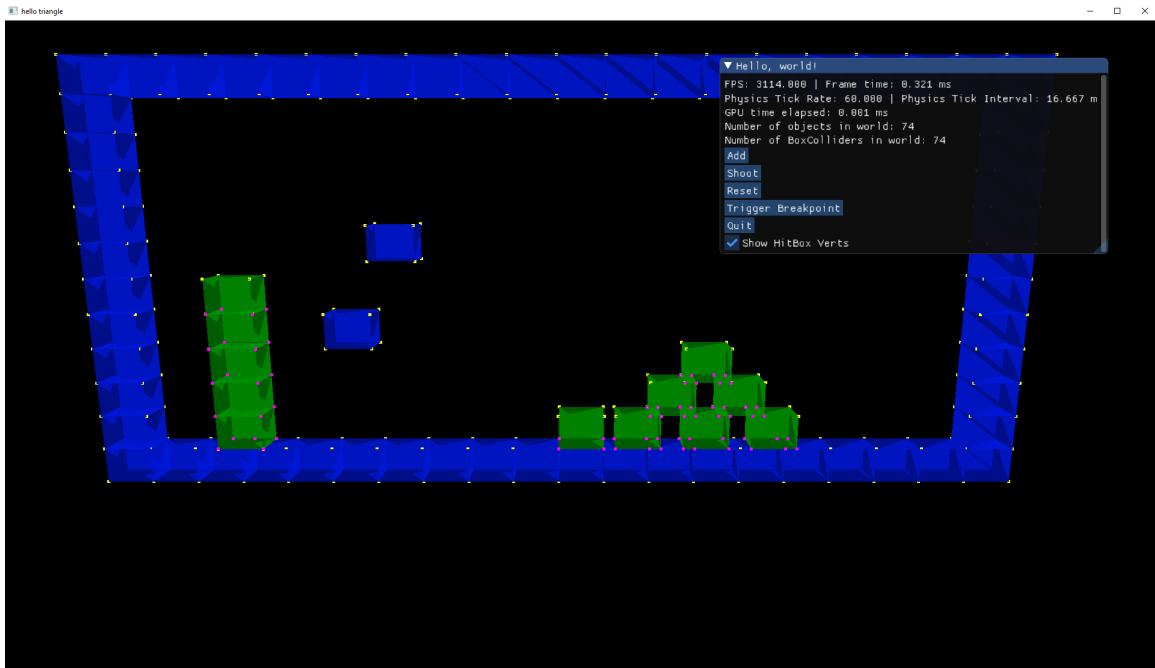 hello triangle
Hello, world!
FPS: 3114.000 | Frame time: 0.321 ms
Physics Tick Rate: 60.000 | Physics Tick Interval: 16.667 m
GPU time elapsed: 0.001 ms
Number of objects in world: 74
Number of BoxColliders in world: 74
Add
Shoot
Reset
Trigger Breakpoint
Quit
Show HitBox Verts